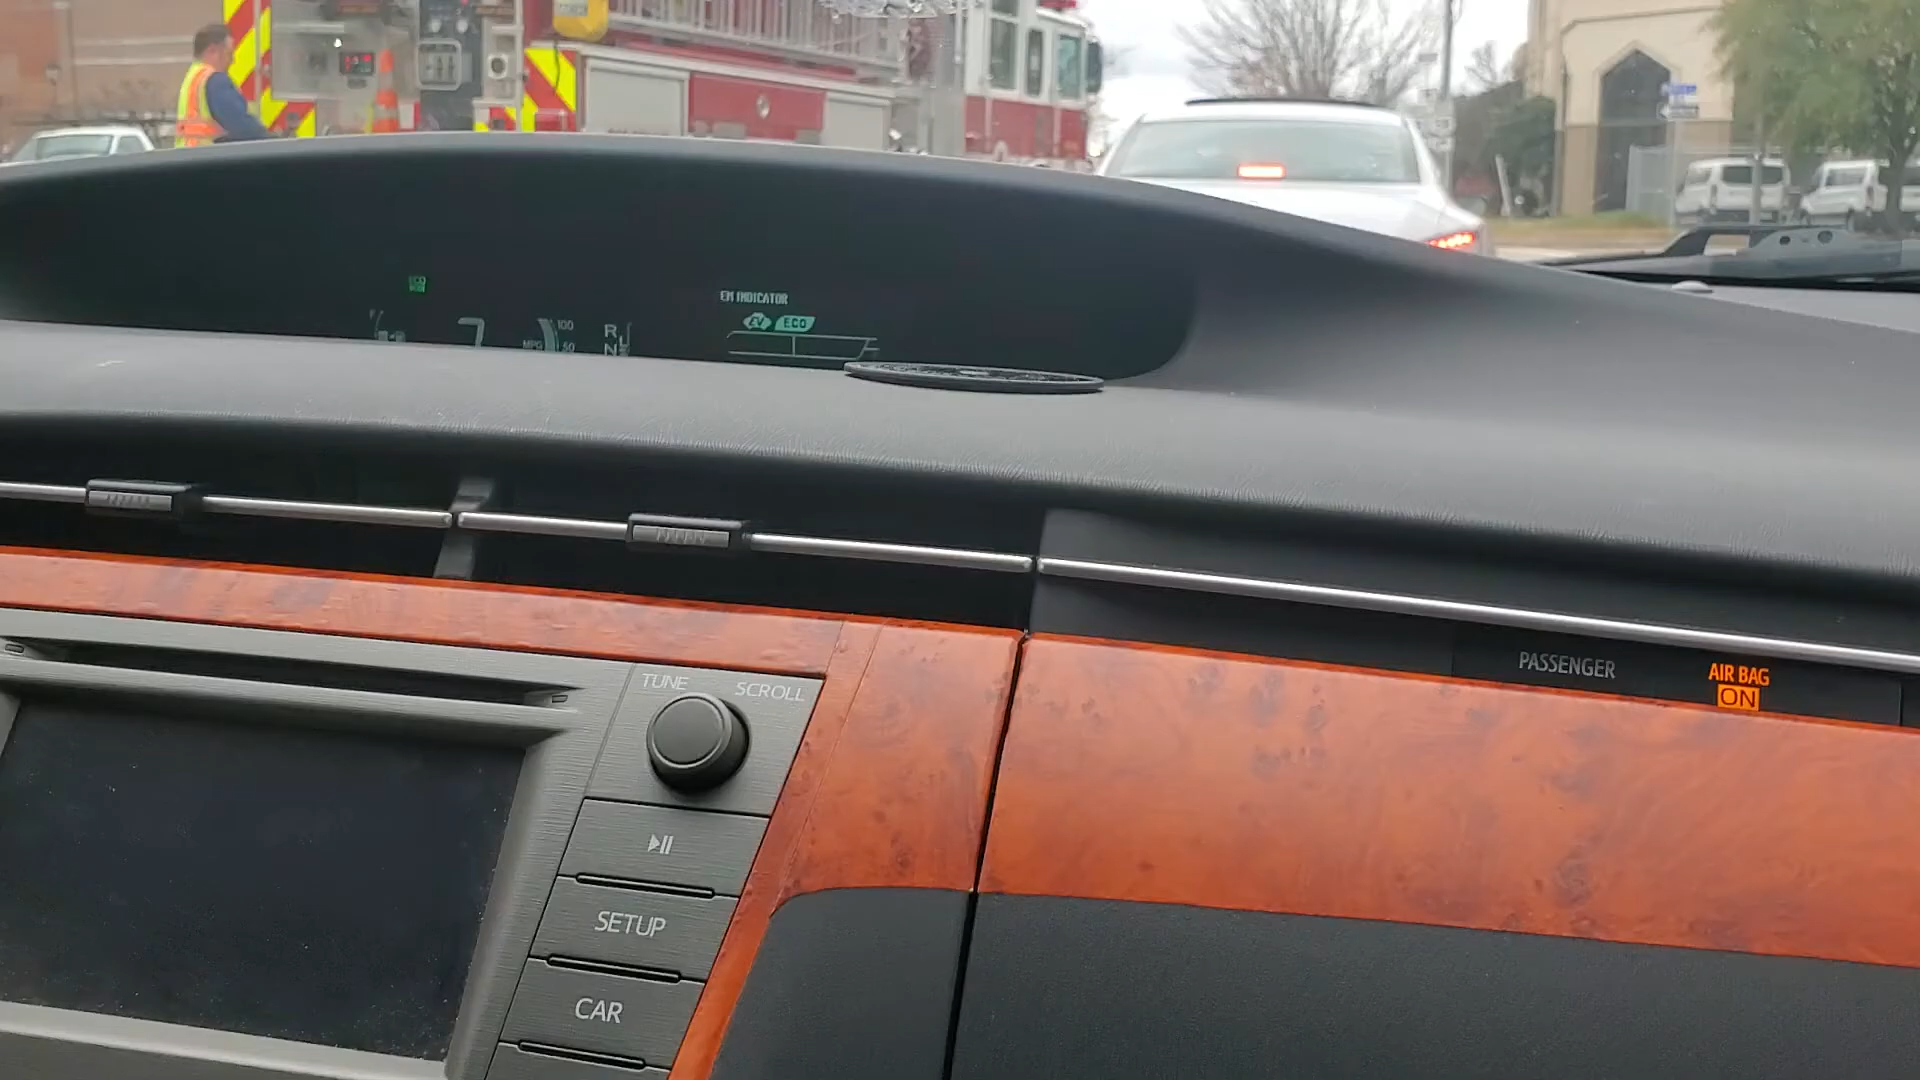 EM INDICATOR
EV ECO
100
MPG 50
R
N
PASSENGER
AIR BAG
ON
TUNE SCROLL
SETUP
CAR